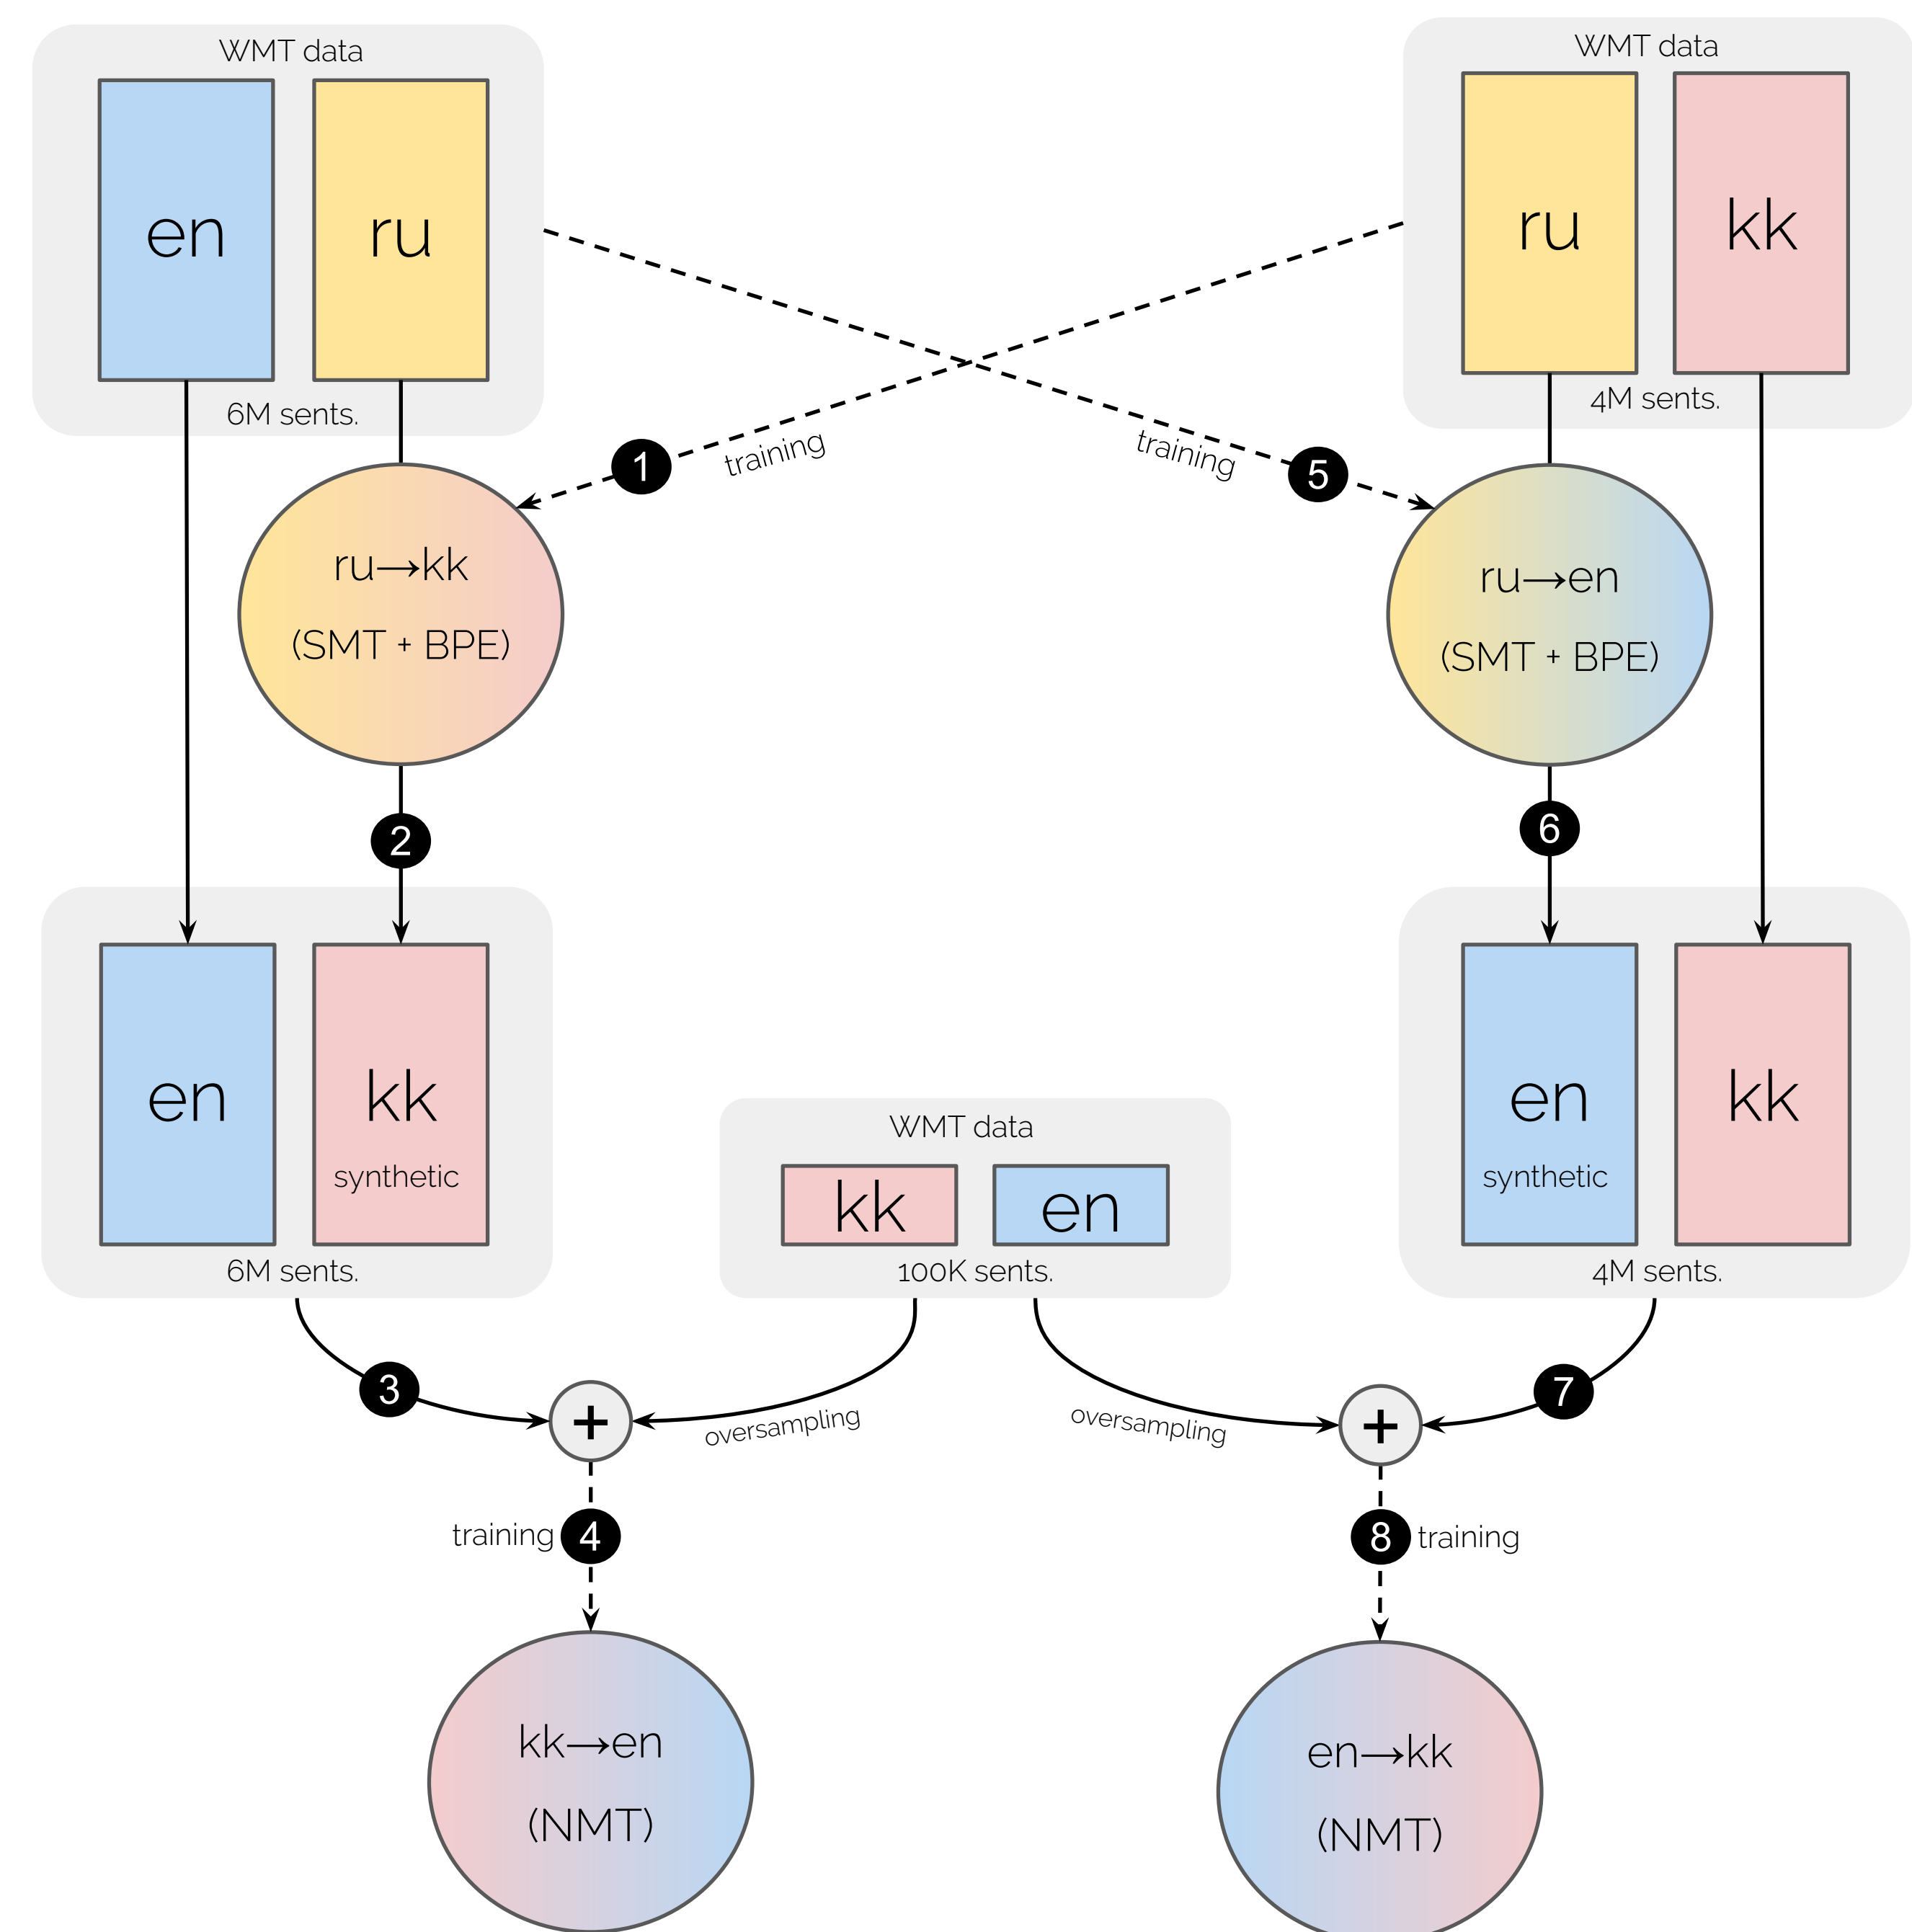 WMT data
en
ru
6M sents.
WMT data
ru
kk
4M sents.
1
training
training
5
ru→kk
(SMT + BPE)
ru→en
(SMT + BPE)
2
6
en
kk
synthetic
6M sents.
WMT data
kk
en
100K sents.
en
synthetic
kk
4M sents.
3
+
oversampling
oversampling
+
7
training
4
8
training
kk→en
(NMT)
en→kk
(NMT)